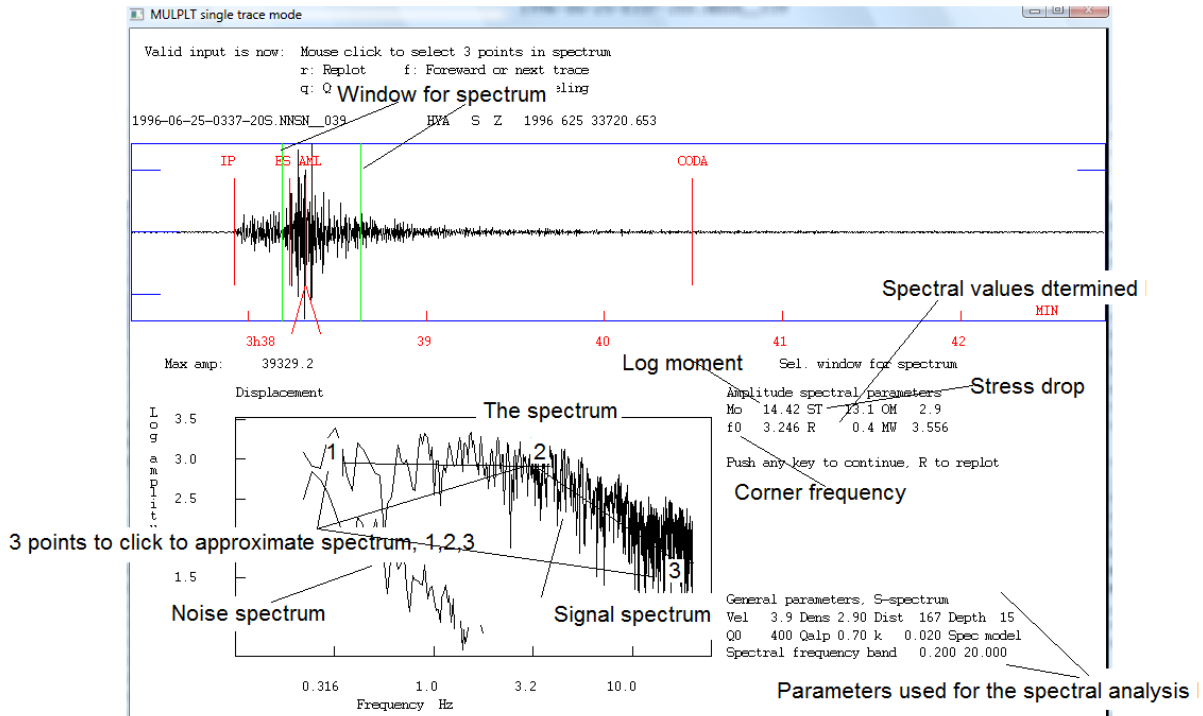 MULPLT single trace mode
Valid input is now: Mouse click to select 3 points in spectrum
r: Replot f: Foreward or next trace
q: Q eling
Window for spectrum
1996-06-25-0337-20S.NNSN__039 HYA S Z 1996 625 33720.653
IP ES AML CODA
Spectral values dtermined
MIN
3h38 39 40 41 42
Max amp: 39329.2 Log moment Sel. window for spectrum
Displacement Amplitude spectral parameters Stress drop
The spectrum Mo 14.42 ST 13.1 OM 2.9
f0 3.246 R 0.4 MW 3.556
Push any key to continue, R to replot
Corner frequency
Log amplitu
3.5
3.0
2.5
1.5
1 2 3
3 points to click to approximate spectrum, 1,2,3
Noise spectrum Signal spectrum
General parameters, S-spectrum
Vel 3.9 Dens 2.90 Dist 167 Depth 15
Q0 400 Qalp 0.70 k 0.020 Spec model
Spectral frequency band 0.200 20.000
0.316 1.0 3.2 10.0
Frequency Hz
Parameters used for the spectral analysis